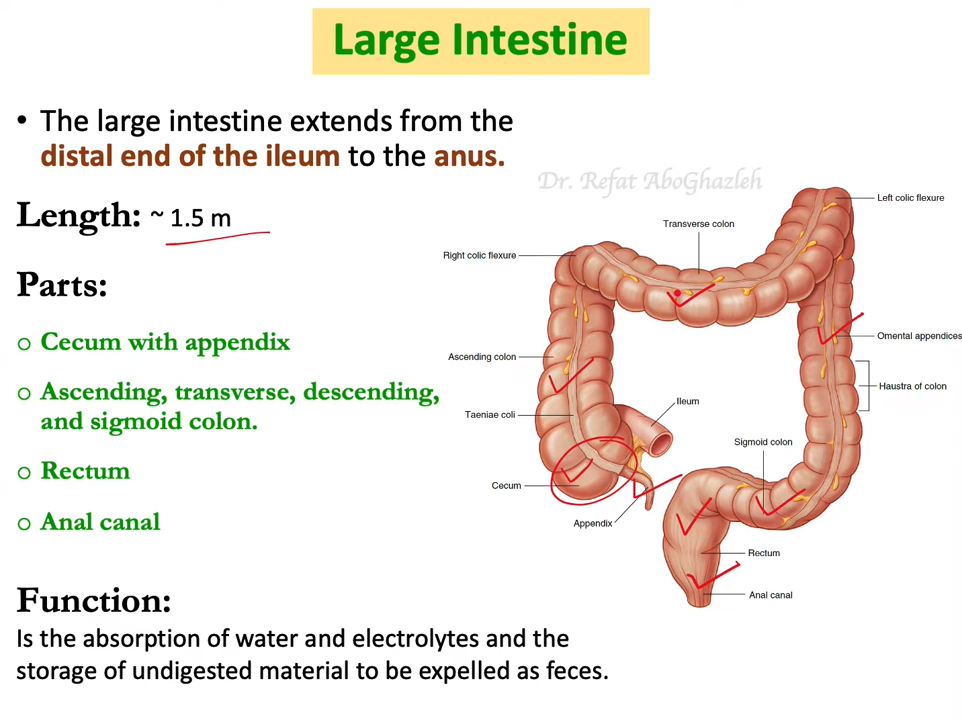 Large Intestine
• The large intestine extends from the
distal end of the ileum to the anus.
Dr. Refat AboGhazleh
Length: ~ 1.5 m
Parts:
o Cecum with appendix
o Ascending, transverse, descending,
and sigmoid colon.
o Rectum
o Anal canal
Function:
Is the absorption of water and electrolytes and the
storage of undigested material to be expelled as feces.
Left colic flexure
Transverse colon
Right colic flexure
Omental appendices
Ascending colon
Haustra of colon
Ileum
Taeniae coli
Sigmoid colon
Cecum
Appendix
Rectum
Anal canal